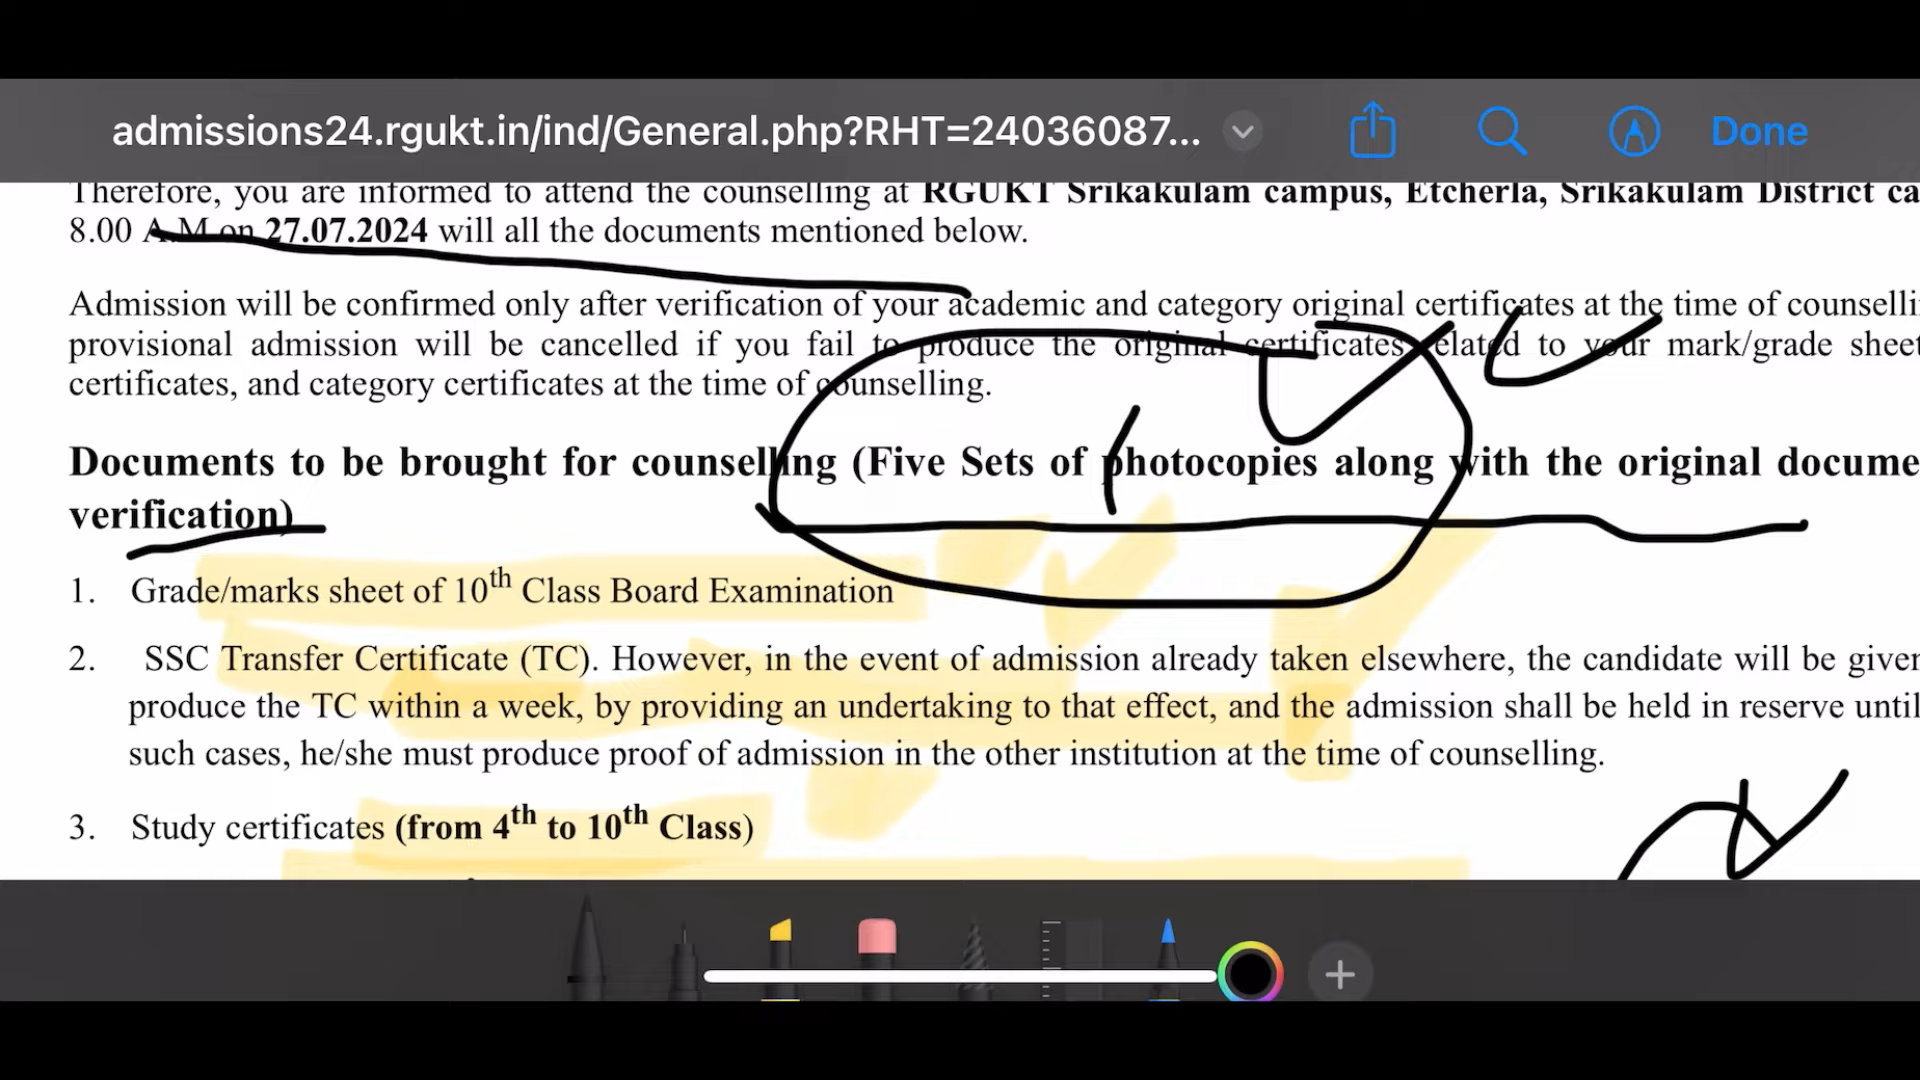 admissions24.rgukt.in/ind/General.php?RHT=24036087...
Done
Therefore, you are informed to attend the counselling at RGUKT Srikakulam campus, Etcherla, Srikakulam District ca
8.00 A.M on 27.07.2024 will all the documents mentioned below.
Admission will be confirmed only after verification of your academic and category original certificates at the time of counselli
provisional admission will be cancelled if you fail to produce the original certificates related to your mark/grade sheet
certificates, and category certificates at the time of counselling.
Documents to be brought for counselling (Five Sets of photocopies along with the original docume
verification)
1. Grade/marks sheet of 10th Class Board Examination
2. SSC Transfer Certificate (TC). However, in the event of admission already taken elsewhere, the candidate will be given
produce the TC within a week, by providing an undertaking to that effect, and the admission shall be held in reserve until
such cases, he/she must produce proof of admission in the other institution at the time of counselling.
3. Study certificates (from 4th to 10th Class)